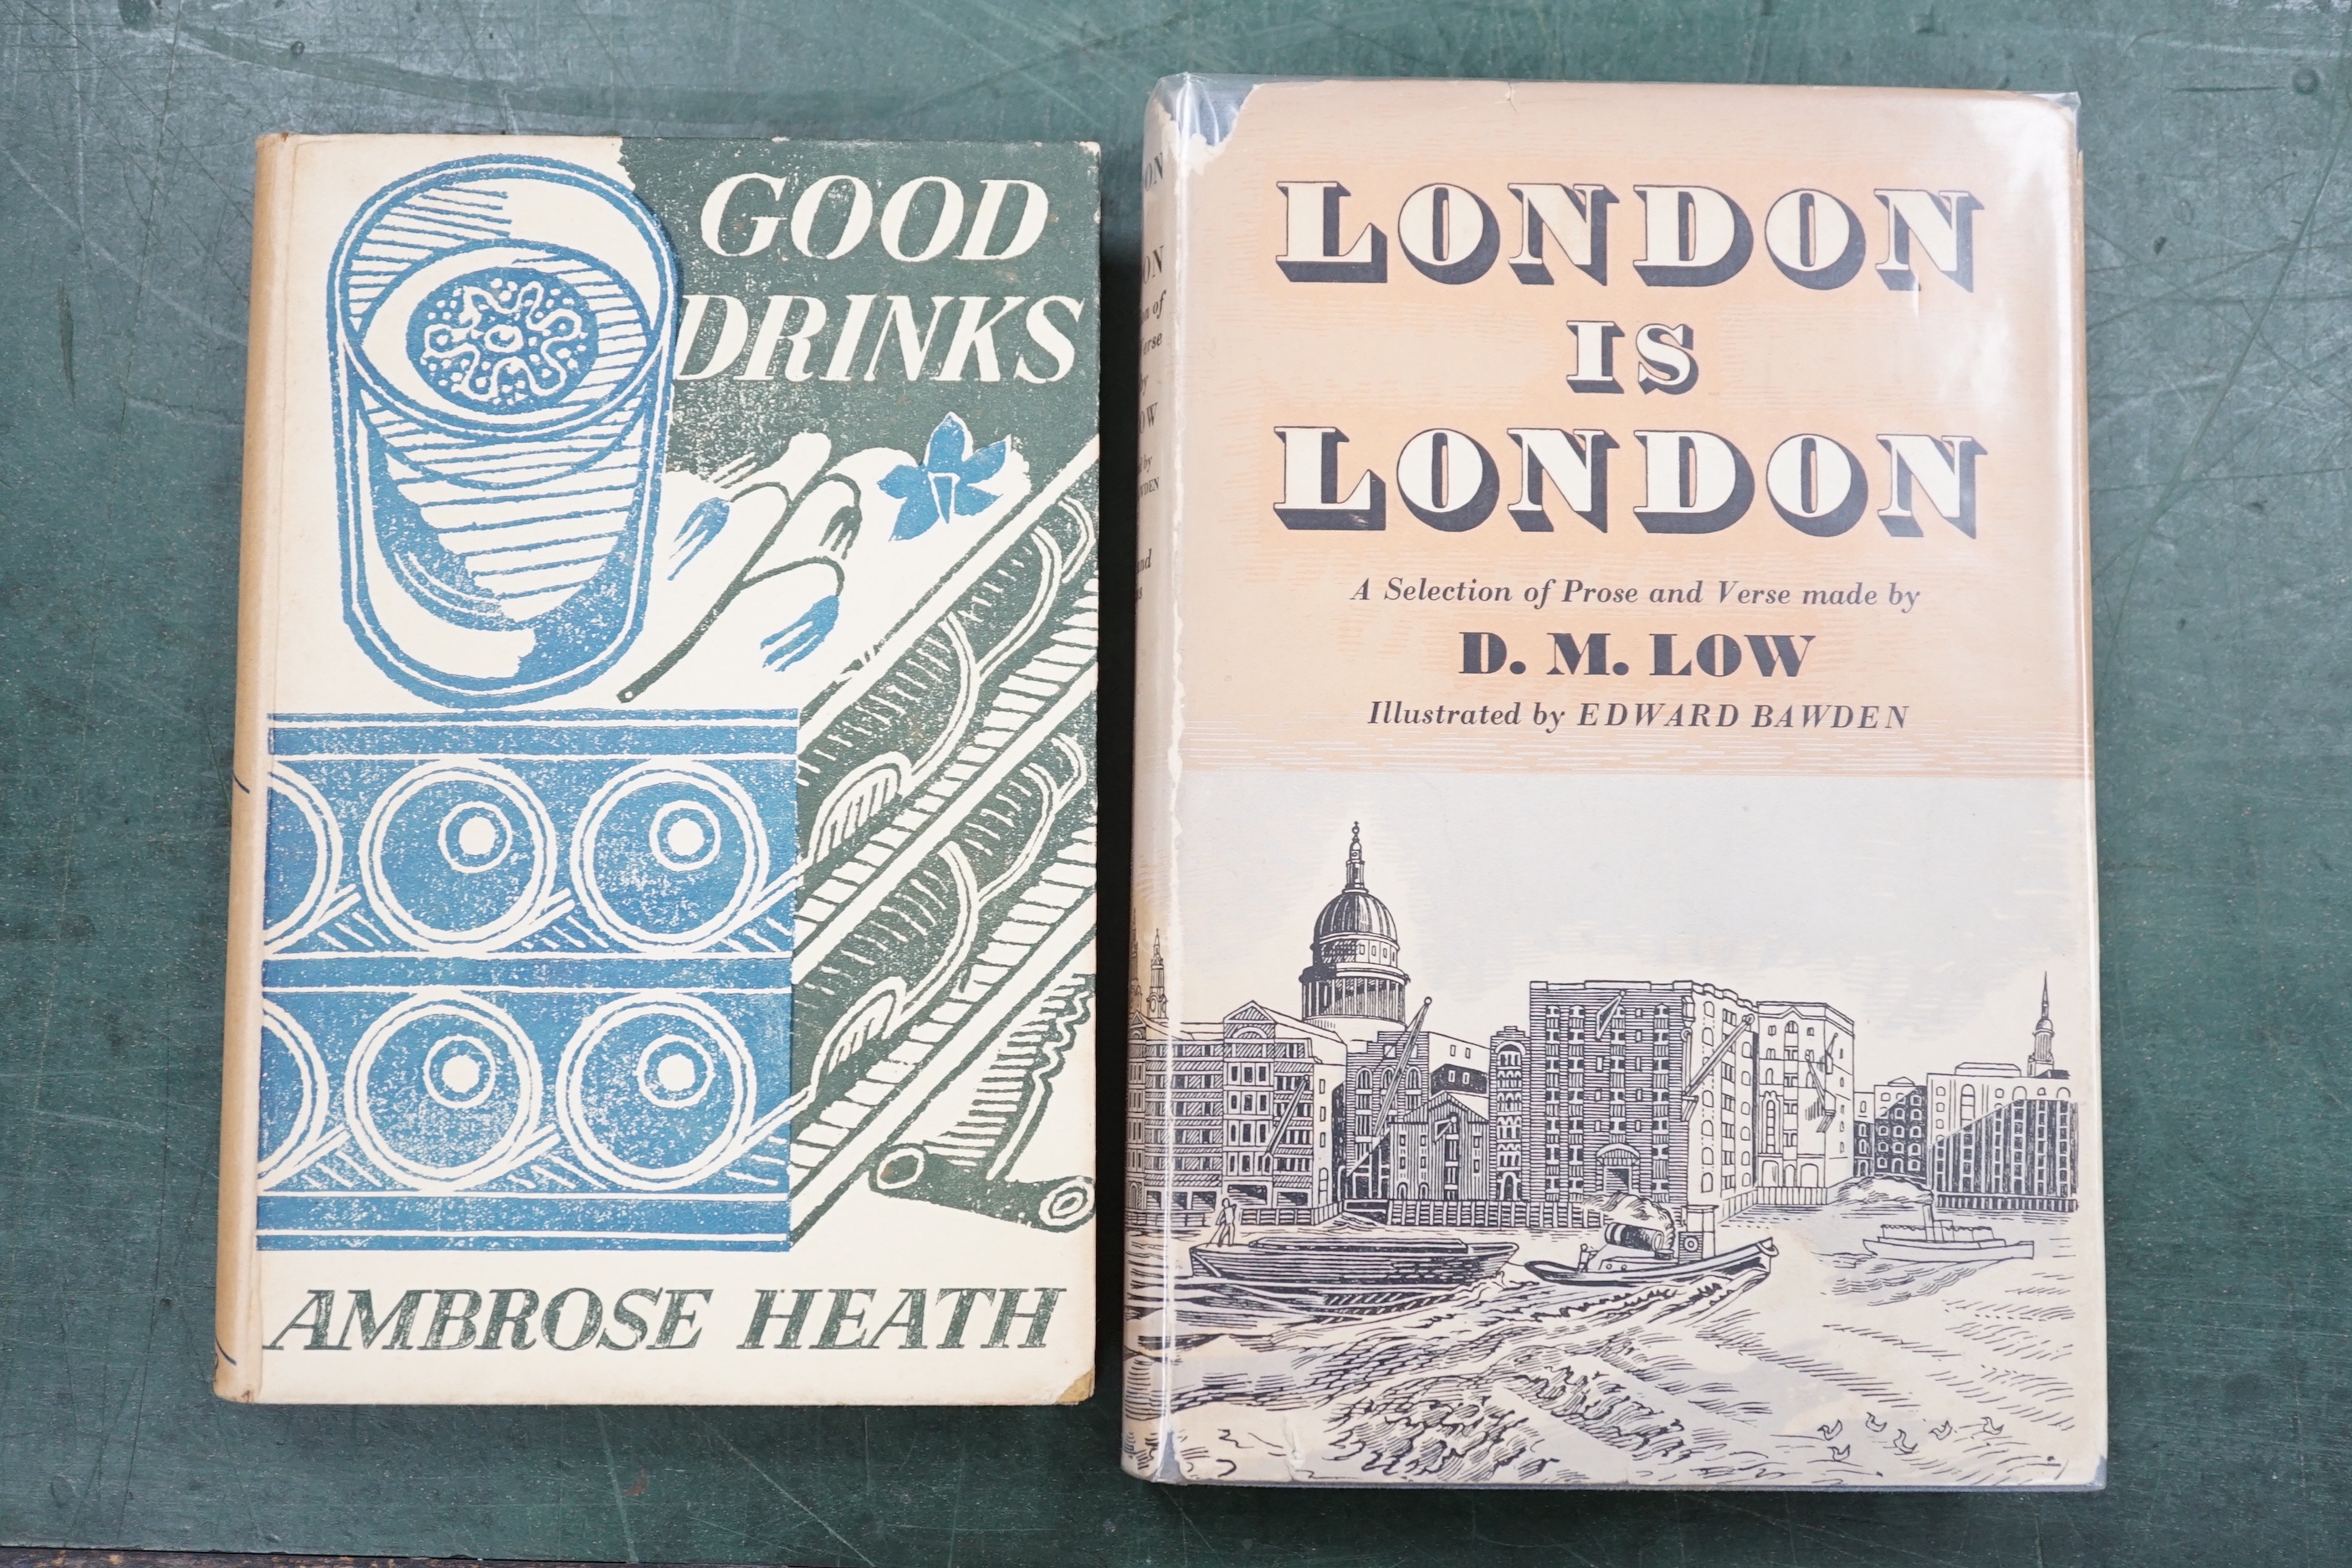 GOOD
DRINKS
AMBROSE HEATH
LONDON
IS
LONDON
A Selection of Prose and Verse made by
D. M. LOW
Illustrated by EDWARD BAWDEN